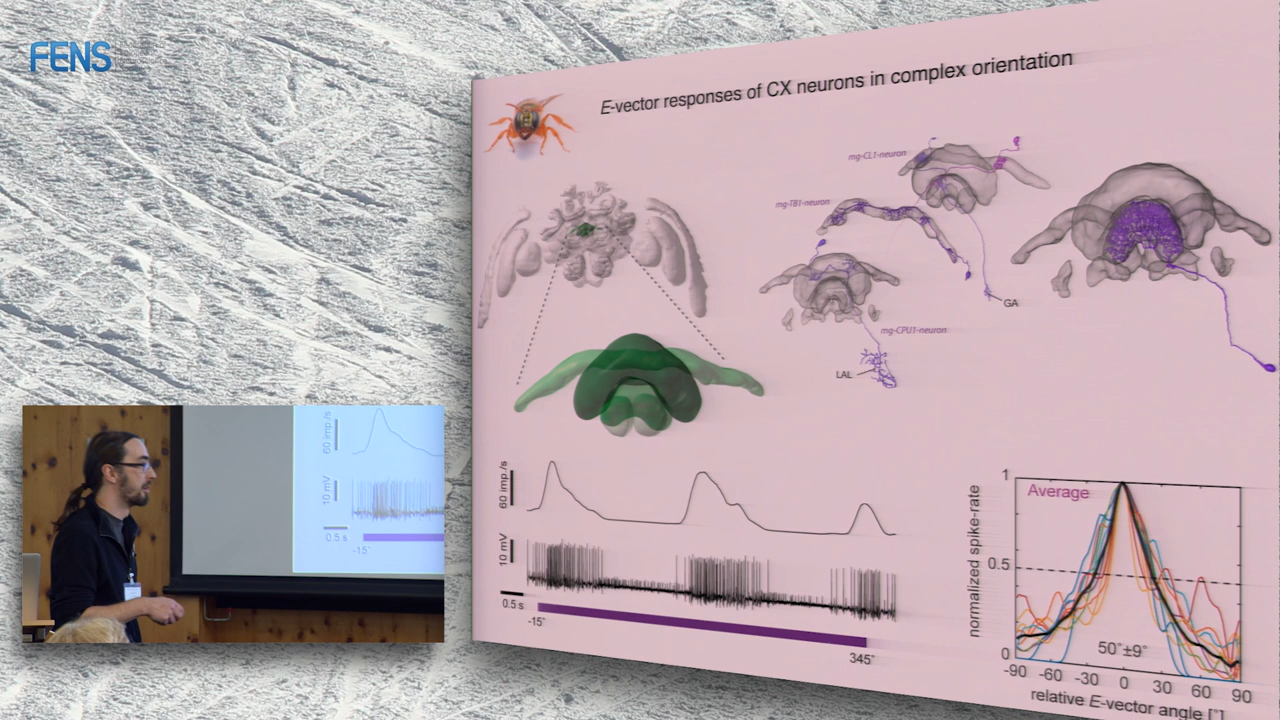 FENS
E-vector responses of CX neurons in complex orientation
mg-CL1-neuron
mg-TB1-neuron
GA
mg-CPU1-neuron
LAL
60 imp./s
10 mV
0.5 s
-15°
345°
Average
normalized spike-rate
1
0.5
0
50°±9°
-90 -60 -30 0 30 60 90
relative E-vector angle [°]
60 imp./s
10 mV
0.5 s
-15°